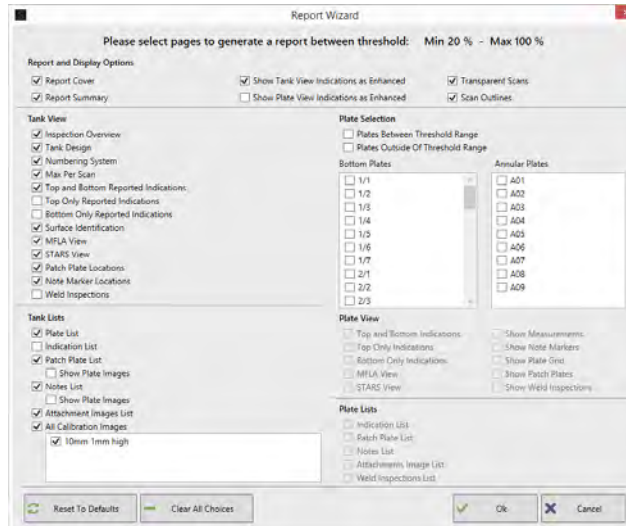 Report Wizard
Please select pages to generate a report between threshold: Min 20 % - Max 100 %
Report and Display Options
Report Cover
Show Tank View Indications as Enhanced
Transparent Scans
Report Summary
Show Plate View Indications as Enhanced
Scan Outlines
Tank View
Inspection Overview
Tank Design
Numbering System
Max Per Scan
Top and Bottom Reported Indications
Top Only Reported Indications
Bottom Only Reported Indications
Surface Identification
MFLA View
STARS View
Patch Plate Locations
Note Marker Locations
Weld Inspections
Plate Selection
Plates Between Threshold Range
Plates Outside Of Threshold Range
Bottom Plates
1/1
1/2
1/3
1/4
1/5
1/6
1/7
2/1
2/2
2/3
Annular Plates
A01
A02
A03
A04
A05
A06
A07
A08
A09
Tank Lists
Plate List
Indication List
Patch Plate List
Show Plate Images
Notes List
Show Plate Images
Attachment Images List
All Calibration Images
10mm 1mm high
Plate View
Top and Bottom Indications
Top Only Indications
Bottom Only Indications
MFLA View
STARS View
Show Measurements
Show Note Markers
Show Plate Grid
Show Patch Plates
Show Weld Inspections
Plate Lists
Indication List
Patch Plate List
Notes List
Attachments Image List
Weld Inspections List
Reset To Defaults
Clear All Choices
Ok
Cancel